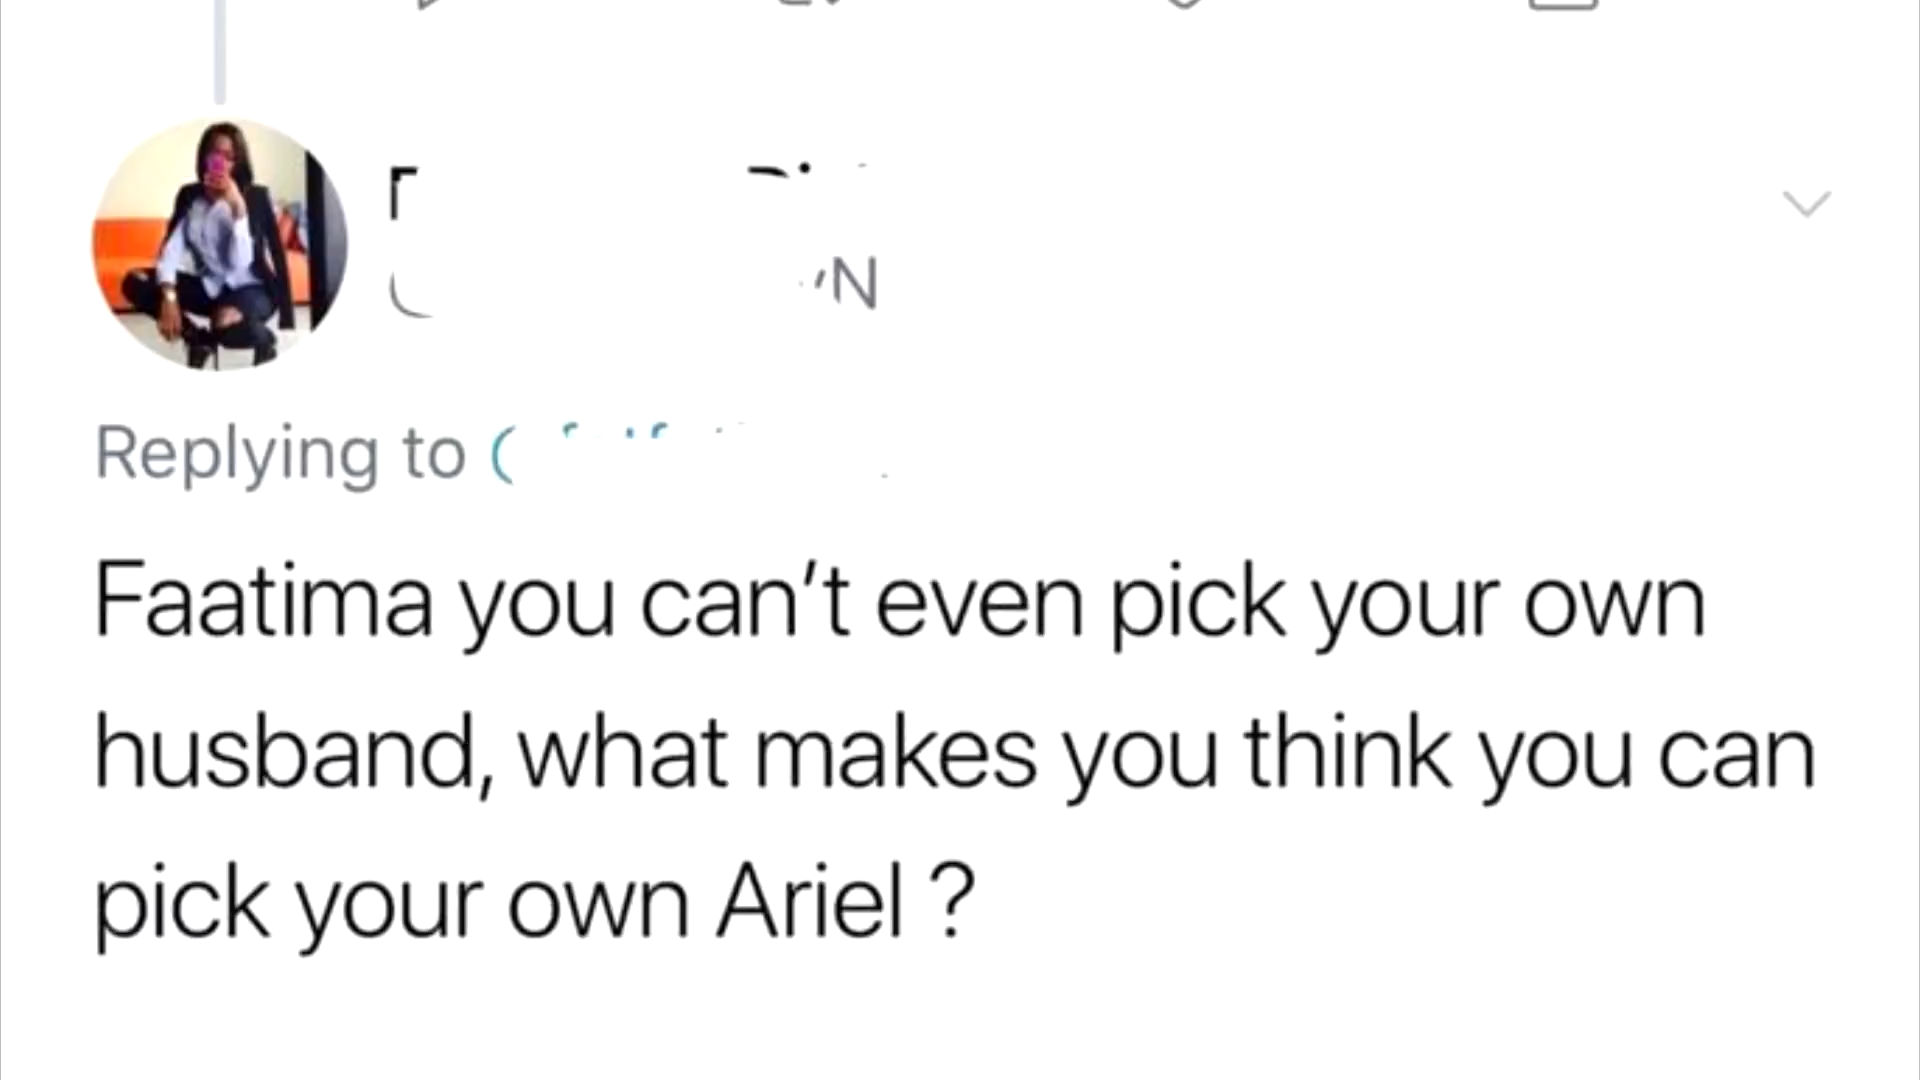 Replying to
Faatima you can’t even pick your own
husband, what makes you think you can
pick your own Ariel ?